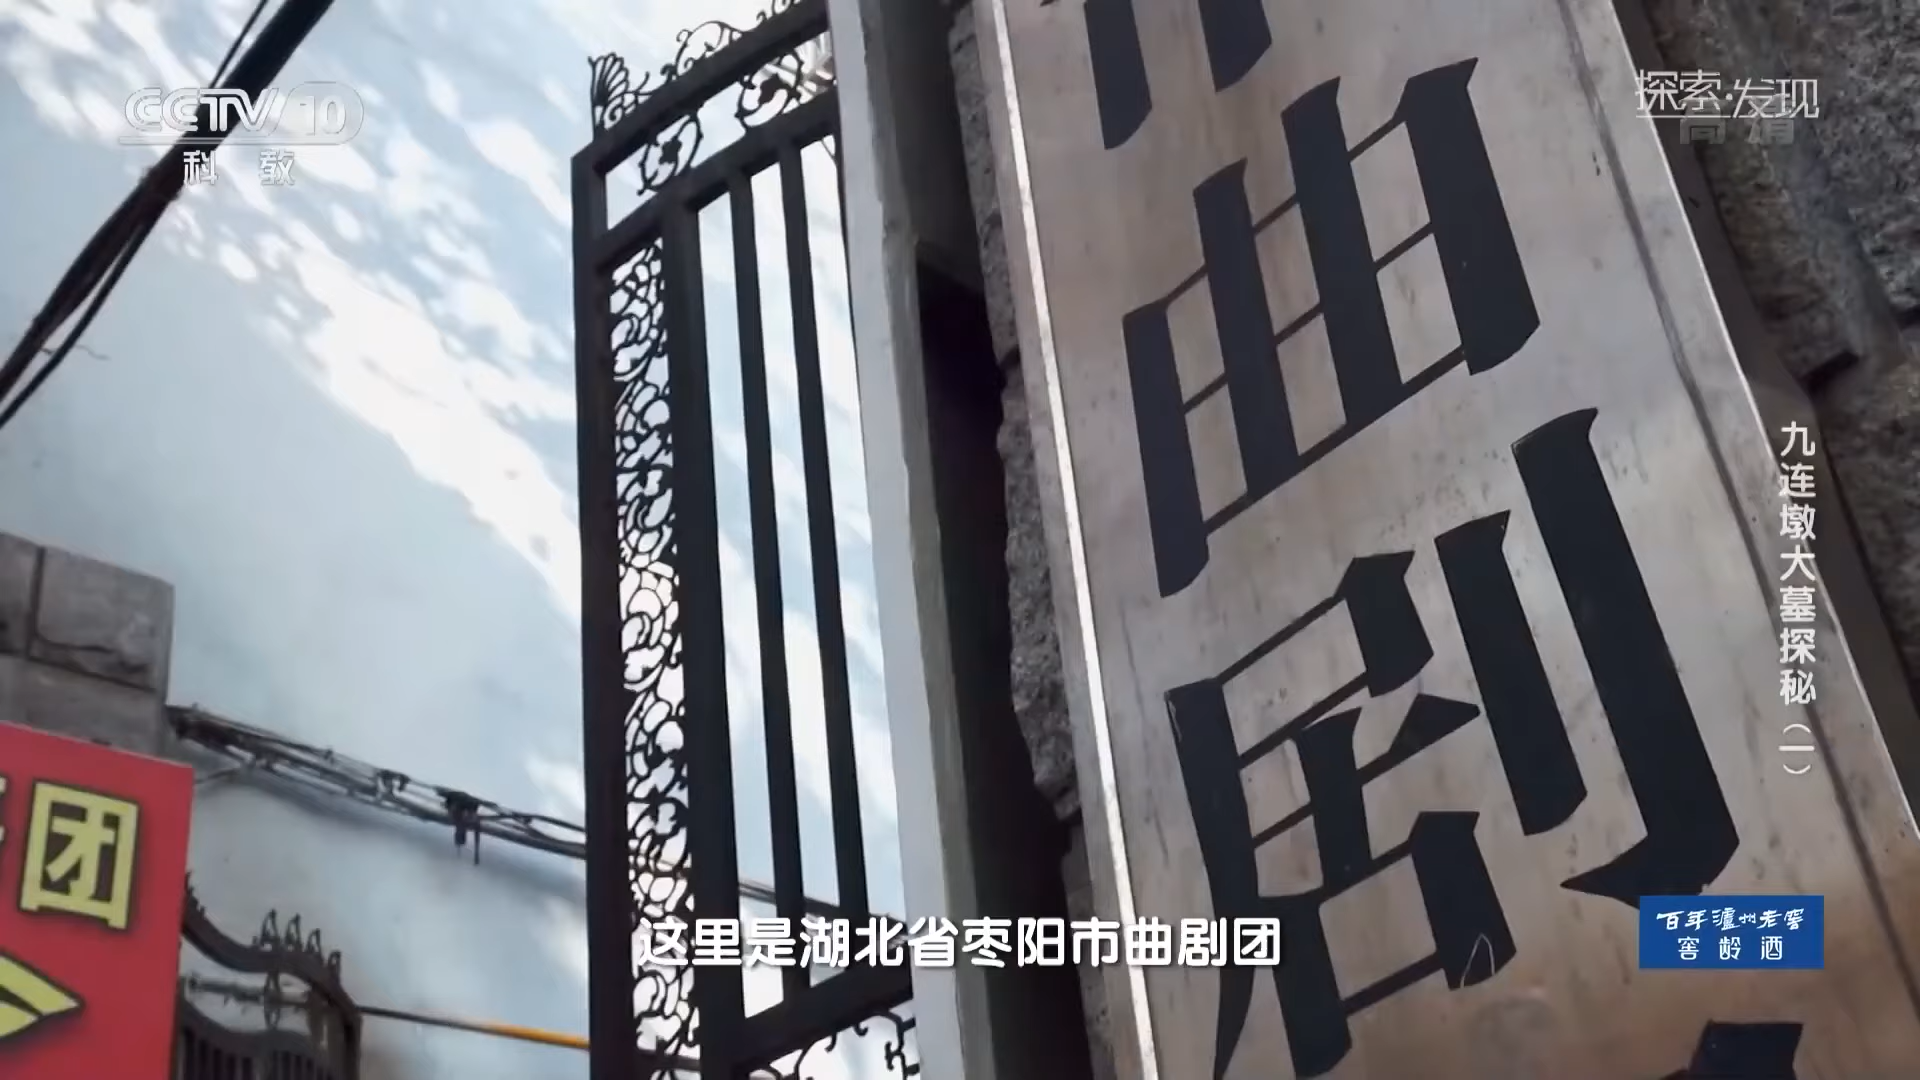 CCTV 10
科 教
探索·发现
高清
曲剧
九连墩大墓探秘（一）
团
这里是湖北省枣阳市曲剧团
百年泸州老窖
窖 龄 酒